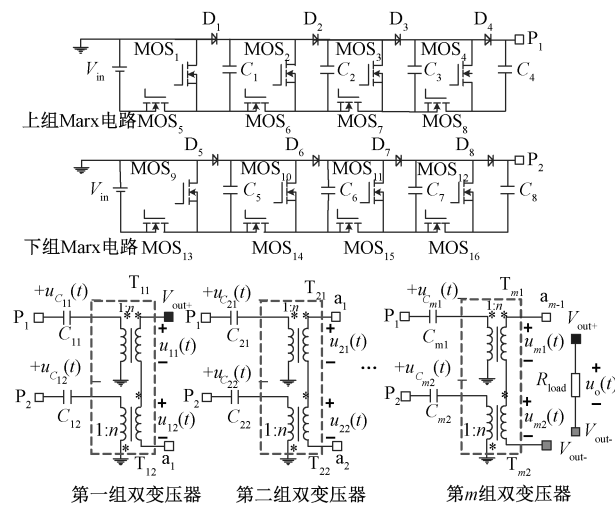 D₁ D₂ D₃ D₄
P₁
MOS₁ MOS₂ MOS₃ MOS₄
Vin C₁ C₂ C₃ C₄
上组Marx电路 MOS₅ MOS₆ MOS₇ MOS₈
D₅ D₆ D₇ D₈
P₂
MOS₉ MOS₁₀ MOS₁₁ MOS₁₂
Vin C₅ C₆ C₇ C₈
下组Marx电路 MOS₁₃ MOS₁₄ MOS₁₅ MOS₁₆
T₁₁ Vout+ T₂₁ a₁ Tm1 am-1
+uC₁₁(t) 1:n +uC₂₁(t) 1:n +uCm1(t) 1:n Vout+
P₁ * * + P₁ * * + P₁ * * +
C₁₁ u₁₁(t) C₂₁ u₂₁(t) Cm1 um1(t)
− − … − Rload + uo(t) −
+uC₁₂(t) +uC₂₂(t) +uCm2(t)
P₂ * + P₂ * + P₂ * +
C₁₂ u₁₂(t) C₂₂ u₂₂(t) Cm2 um2(t) Vout-
1:n * − 1:n * − 1:n * − Vout-
T₁₂ a₁ T₂₂ a₂ Tm2
第一组双变压器 第二组双变压器 第m组双变压器